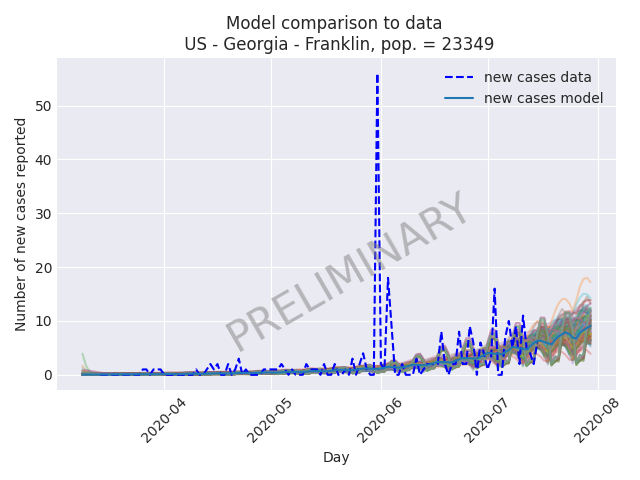 Model comparison to data
US - Georgia - Franklin, pop. = 23349
new cases data
new cases model
Number of new cases reported
50
40
30
20
10
0
PRELIMINARY
2020-04
2020-05
2020-06
2020-07
2020-08
Day